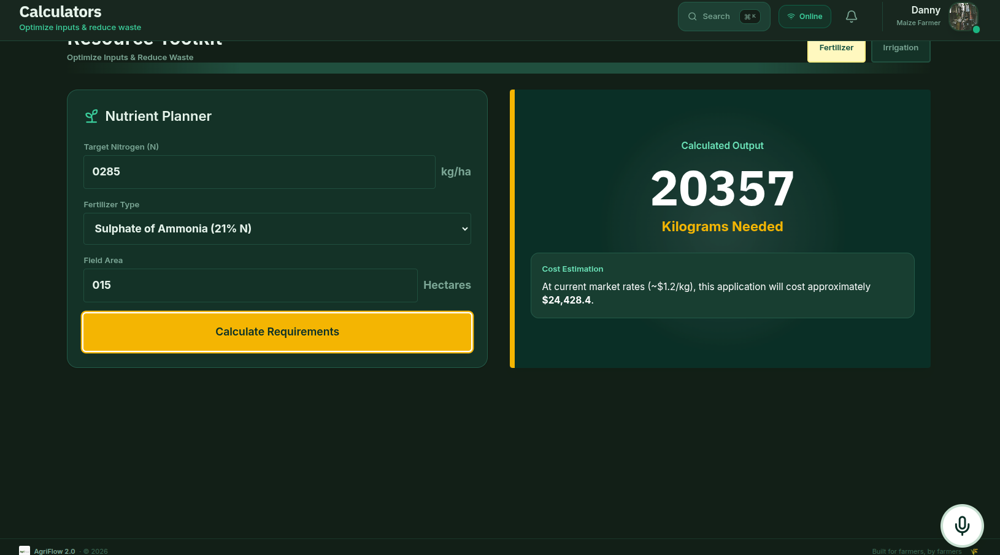 Calculators
Optimize inputs & reduce waste
Search
⌘ K
Online
Danny
Maize Farmer
Resource Toolkit
Optimize Inputs & Reduce Waste
Fertilizer
Irrigation
Nutrient Planner
Target Nitrogen (N)
0285
kg/ha
Fertilizer Type
Sulphate of Ammonia (21% N)
Field Area
015
Hectares
Calculate Requirements
Calculated Output
20357
Kilograms Needed
Cost Estimation
At current market rates (~$1.2/kg), this application will cost approximately
$24,428.4.
AgriFlow 2.0 · © 2026
Built for farmers, by farmers